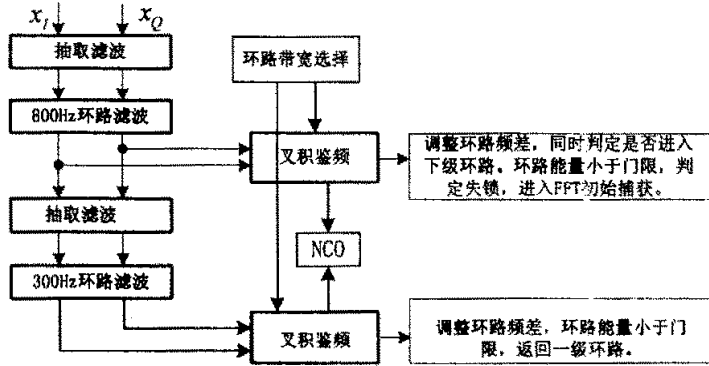 x_I x_Q
抽取滤波
800Hz环路滤波
抽取滤波
300Hz环路滤波
环路带宽选择
叉积鉴频
NCO
叉积鉴频
调整环路频差，同时判定是否进入
下级环路。环路能量小于门限，判
定失锁，进入FFT初始捕获。
调整环路频差，环路能量小于门
限，返回一级环路。